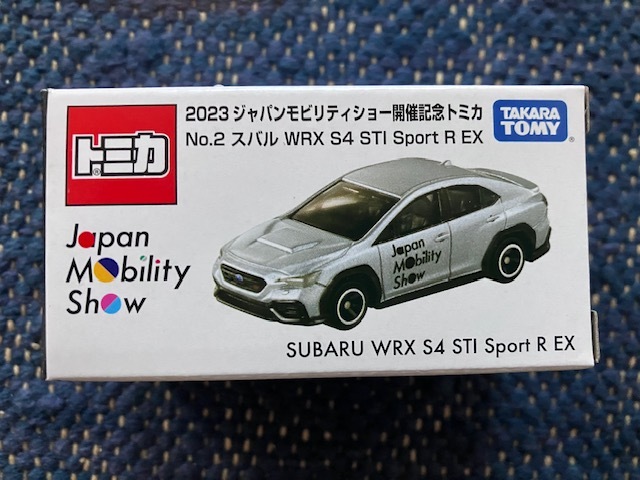 2023 ジャパンモビリティショー開催記念トミカ
No.2 スバル WRX S4 STI Sport R EX
TAKARA
TOMY
トミカ
Japan
Mobility
Show
Japan
Mobility
Show
SUBARU WRX S4 STI Sport R EX